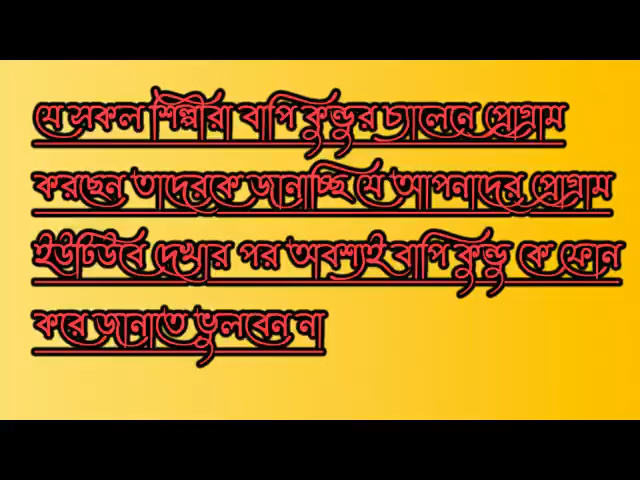 যে সকল শিল্পীরা বাপি কুন্ডুর চ্যালেনে প্রোগ্রাম
করছেন তাদেরকে জানাচ্ছি যে আপনাদের প্রোগ্রাম
ইউটিউবে দেখার পর অবশ্যই বাপি কুন্ডু কে ফোন
করে জানাতে ভুলবেন না